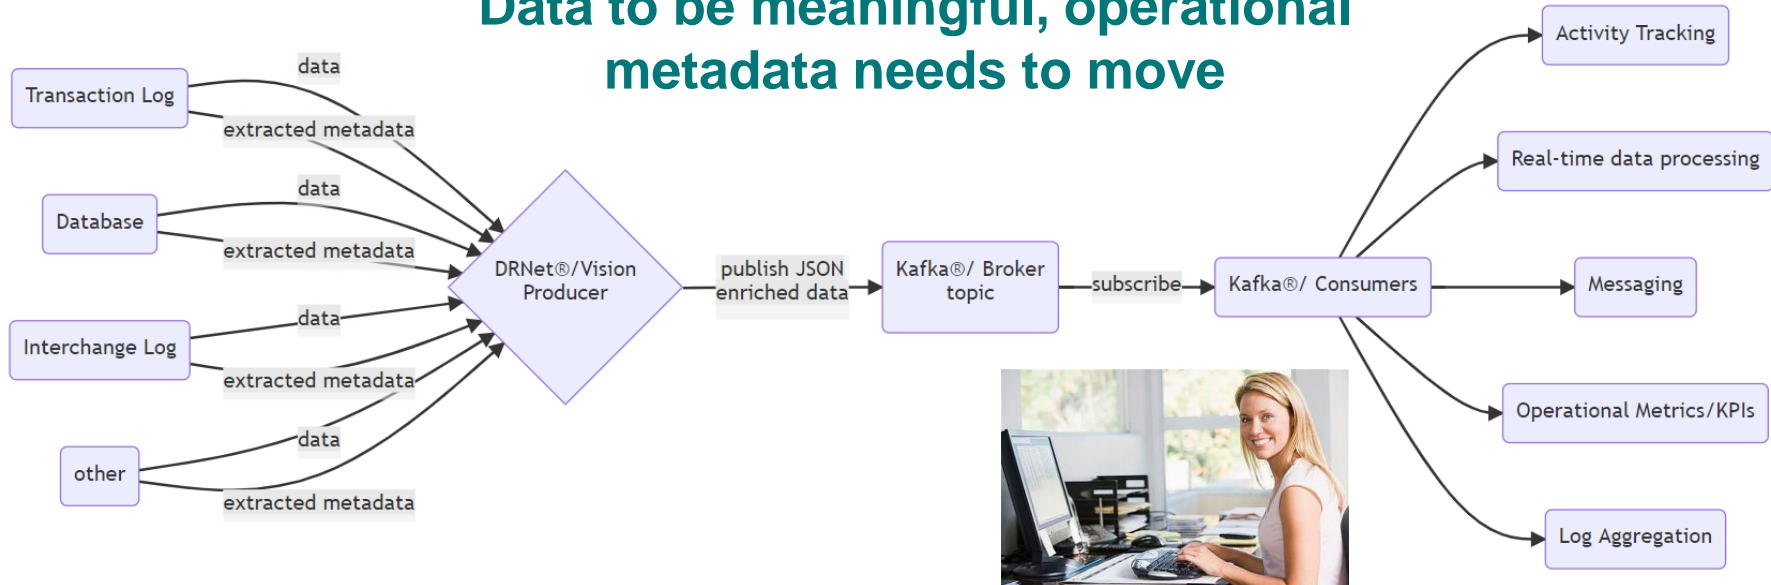 Data to be meaningful, operational
metadata needs to move
Transaction Log
data
extracted metadata
Database
data
extracted metadata
Interchange Log
data
extracted metadata
other
data
extracted metadata
DRNet®/Vision
Producer
publish JSON
enriched data
Kafka®/ Broker
topic
subscribe
Kafka®/ Consumers
Activity Tracking
Real-time data processing
Messaging
Operational Metrics/KPIs
Log Aggregation